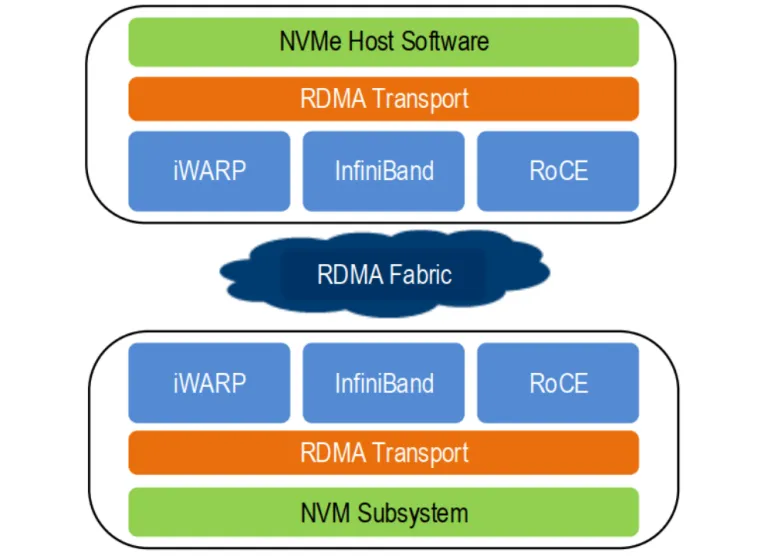 NVMe Host Software
RDMA Transport
iWARP
InfiniBand
RoCE
RDMA Fabric
iWARP
InfiniBand
RoCE
RDMA Transport
NVM Subsystem